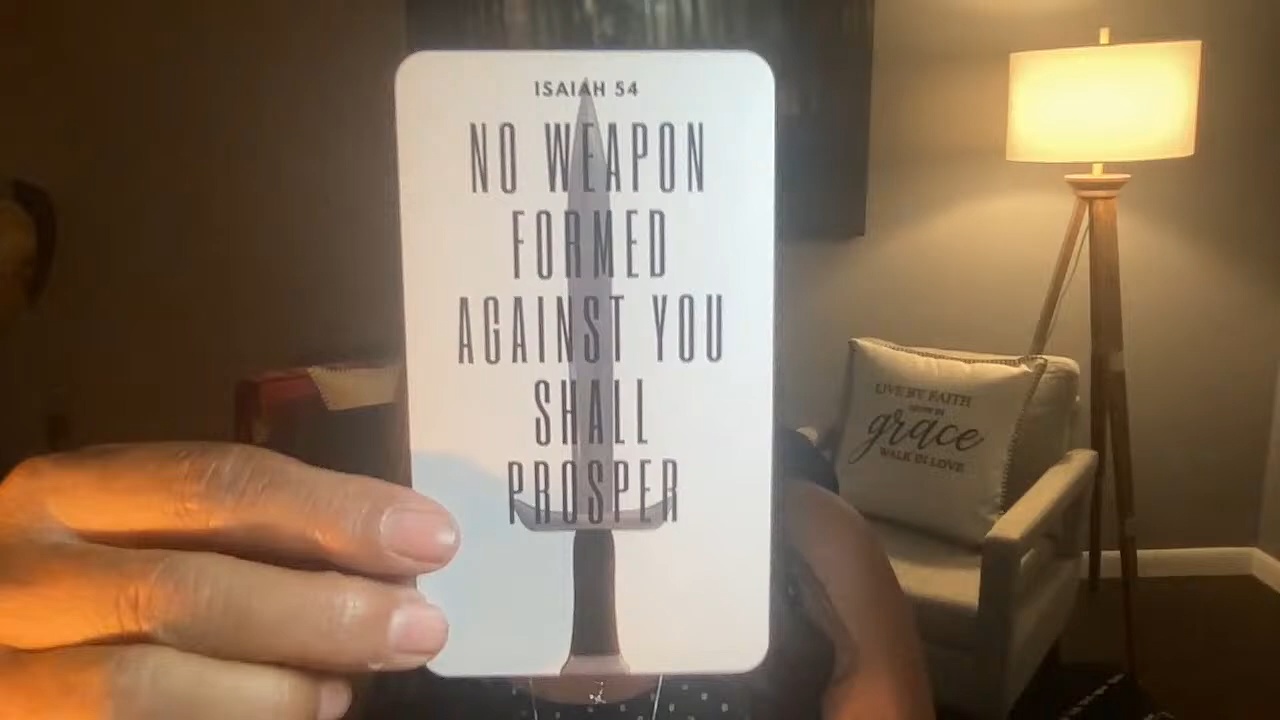 ISAIAH 54
NO WEAPON
FORMED
AGAINST YOU
SHALL
PROSPER
LIVE BY FAITH
grace
WALK IN LOVE